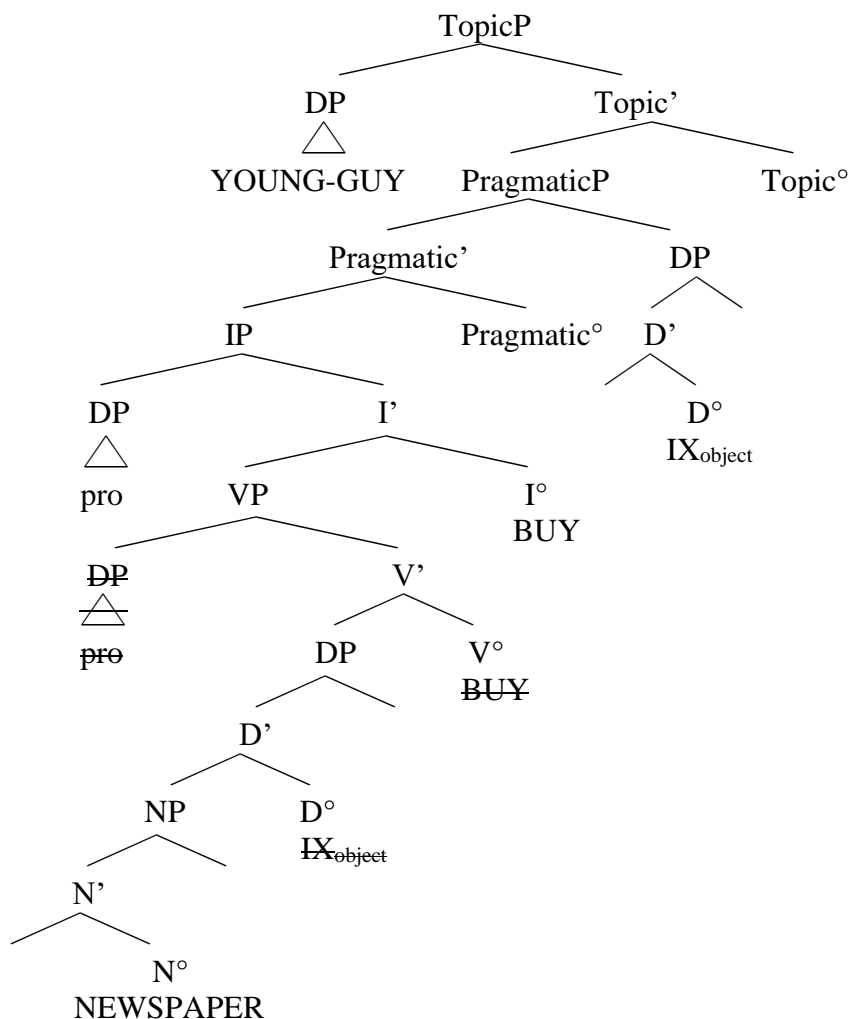 TopicP
DP Topic’
YOUNG-GUY PragmaticP Topic°
Pragmatic’ DP
IP Pragmatic° D’
DP I’ D°
IXobject
pro VP I°
BUY
DP V’
pro DP V°
BUY
D’
NP D°
IXobject
N’
N°
NEWSPAPER